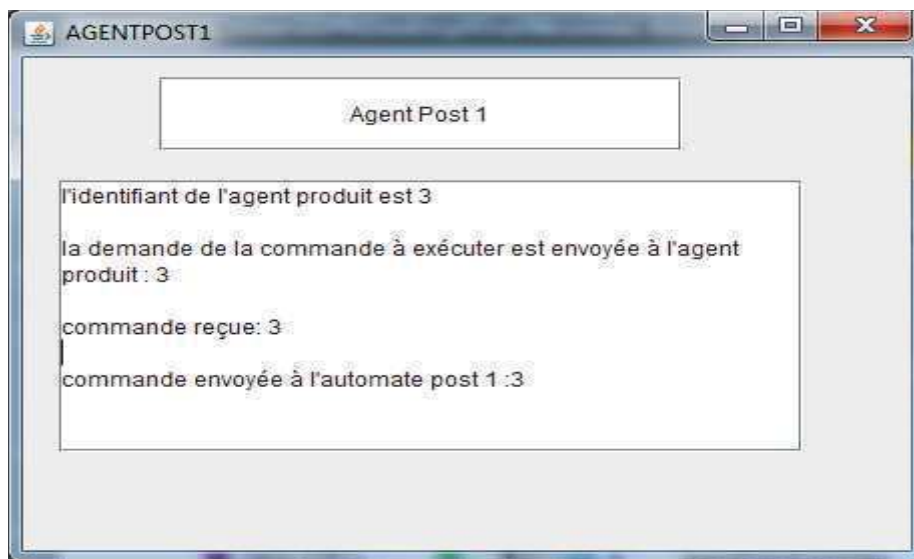 AGENTPOST1
Agent Post 1
l'identifiant de l'agent produit est 3
la demande de la commande à exécuter est envoyée à l'agent
produit : 3
commande reçue: 3
commande envoyée à l'automate post 1 :3